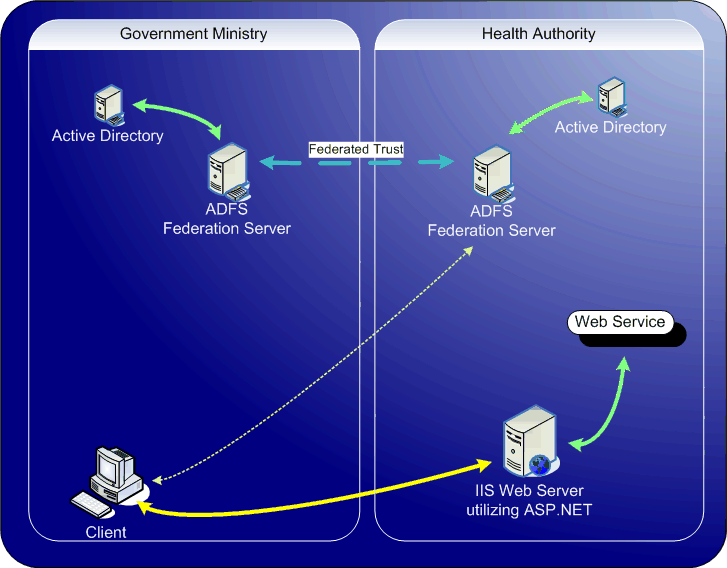 Government Ministry
Health Authority
Active Directory
Active Directory
Federated Trust
ADFS
Federation Server
ADFS
Federation Server
Web Service
IIS Web Server
utilizing ASP.NET
Client